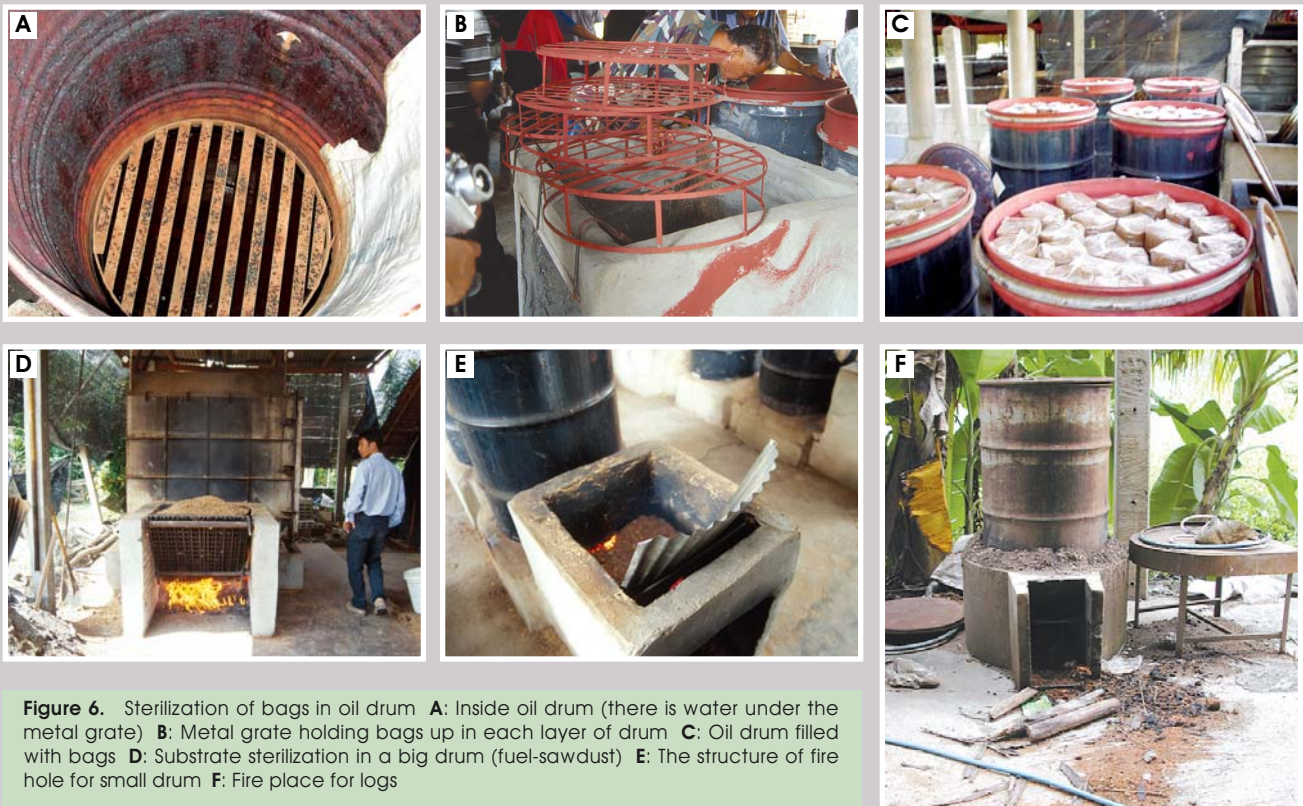 A
B
C
D
E
F
Figure 6. Sterilization of bags in oil drum A: Inside oil drum (there is water under the
metal grate) B: Metal grate holding bags up in each layer of drum C: Oil drum filled
with bags D: Substrate sterilization in a big drum (fuel-sawdust) E: The structure of fire
hole for small drum F: Fire place for logs